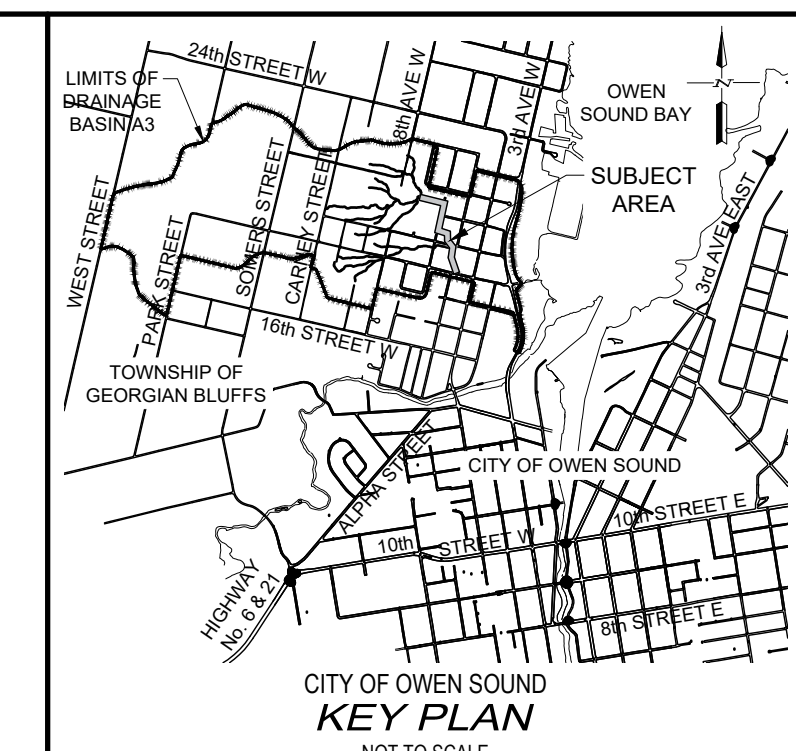 24th STREET W
LIMITS OF
DRAINAGE
BASIN A3
8th AVE W
3rd AVE W
OWEN
SOUND BAY
N
SUBJECT
AREA
WEST STREET
PARK STREET
SOMERS STREET
CARNEY STREET
3rd AVE EAST
16th STREET W
TOWNSHIP OF
GEORGIAN BLUFFS
ALPHA STREET
CITY OF OWEN SOUND
10th STREET W
10th STREET E
HIGHWAY
No. 6 & 21
8th STREET E
CITY OF OWEN SOUND
KEY PLAN
NOT TO SCALE